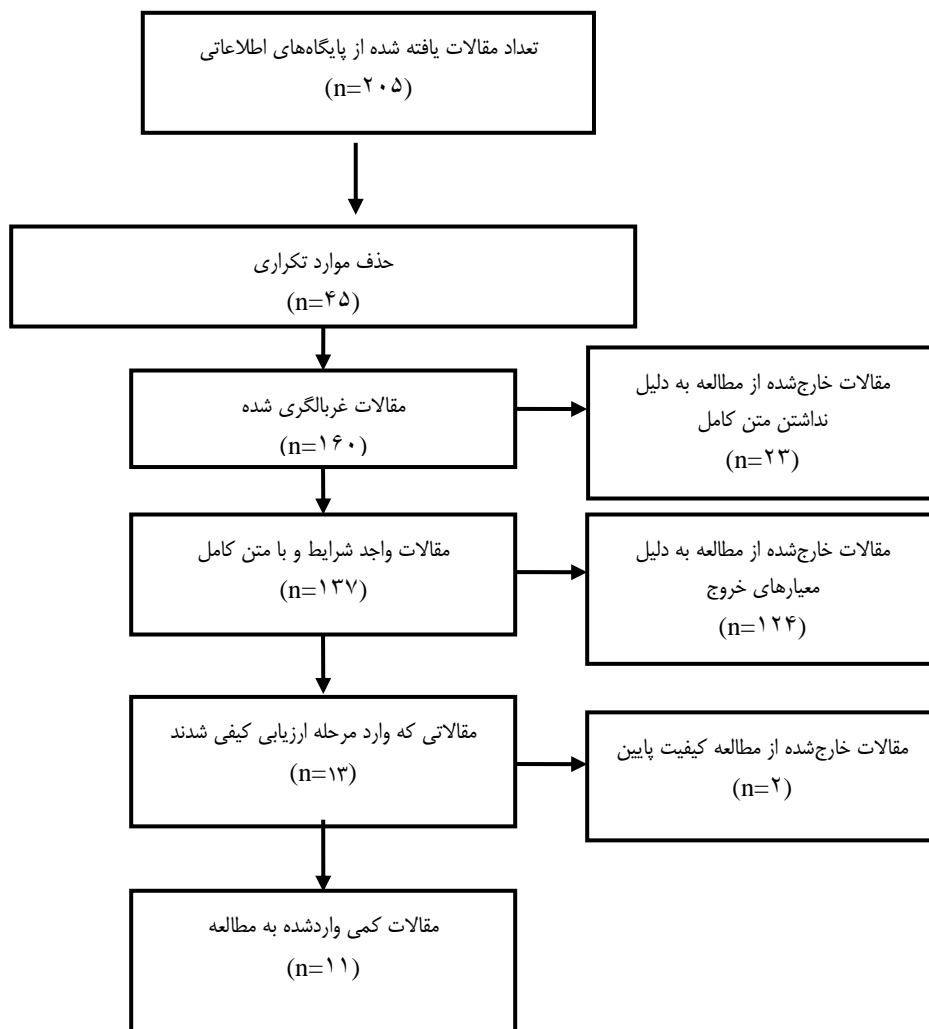 تعداد مقالات یافته شده از پایگاه‌های اطلاعاتی
(n=۲۰۵)
حذف موارد تکراری
(n=۴۵)
مقالات غربالگری شده
(n=۱۶۰)
مقالات خارج‌شده از مطالعه به دلیل
نداشتن متن کامل
(n=۲۳)
مقالات واجد شرایط و با متن کامل
(n=۱۳۷)
مقالات خارج‌شده از مطالعه به دلیل
معیارهای خروج
(n=۱۲۴)
مقالاتی که وارد مرحله ارزیابی کیفی شدند
(n=۱۳)
مقالات خارج‌شده از مطالعه کیفیت پایین
(n=۲)
مقالات کمی واردشده به مطالعه
(n=۱۱)